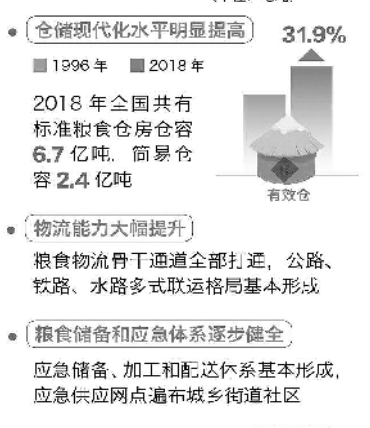 仓储现代化水平明显提高
31.9%
1996年 2018年
2018年全国共有
标准粮食仓房仓容
6.7亿吨，简易仓
容2.4亿吨
有效仓
物流能力大幅提升
粮食物流骨干通道全部打通，公路、
铁路、水路多式联运格局基本形成
粮食储备和应急体系逐步健全
应急储备、加工和配送体系基本形成，
应急供应网点遍布城乡街道社区